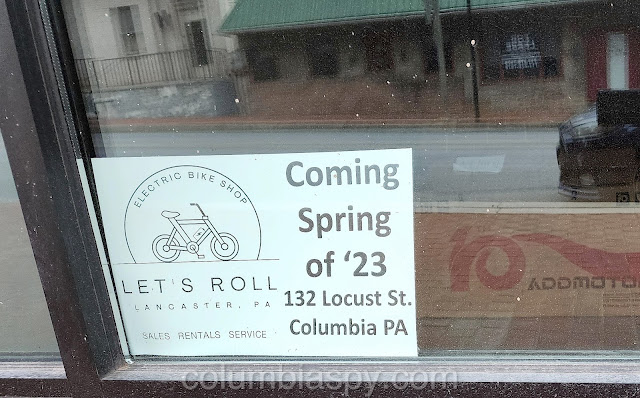 ELECTRIC BIKE SHOP
LET'S ROLL
LANCASTER, PA
SALES RENTALS SERVICE
Coming
Spring
of ‘23
132 Locust St.
Columbia PA
ADDMOTO
columbiaspy.com